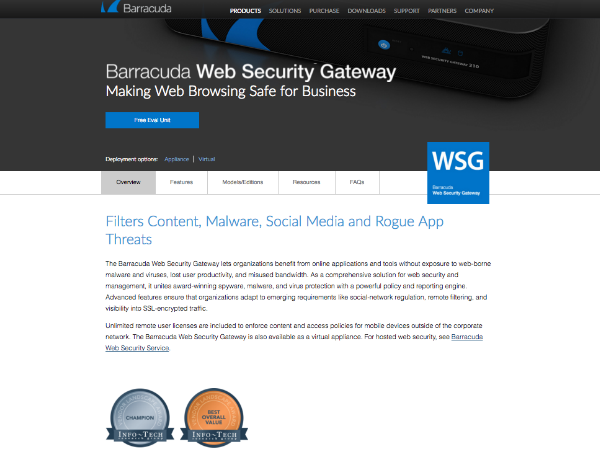 Barracuda
PRODUCTS SOLUTIONS PURCHASE DOWNLOADS SUPPORT PARTNERS COMPANY
WEB SECURITY GATEWAY 210
Barracuda Web Security Gateway
Making Web Browsing Safe for Business
Free Eval Unit
Deployment options: Appliance | Virtual
WSG
Barracuda
Web Security Gateway
Overview Features Models/Editions Resources FAQs
Filters Content, Malware, Social Media and Rogue App
Threats
The Barracuda Web Security Gateway lets organizations benefit from online applications and tools without exposure to web-borne
malware and viruses, lost user productivity, and misused bandwidth. As a comprehensive solution for web security and
management, it unites award-winning spyware, malware, and virus protection with a powerful policy and reporting engine.
Advanced features ensure that organizations adapt to emerging requirements like social-network regulation, remote filtering, and
visibility into SSL-encrypted traffic.
Unlimited remote user licenses are included to enforce content and access policies for mobile devices outside of the corporate
network. The Barracuda Web Security Gateway is also available as a virtual appliance. For hosted web security, see Barracuda
Web Security Service.
CHAMPION
INFO~TECH
research group
BEST
OVERALL
VALUE
INFO~TECH
research group